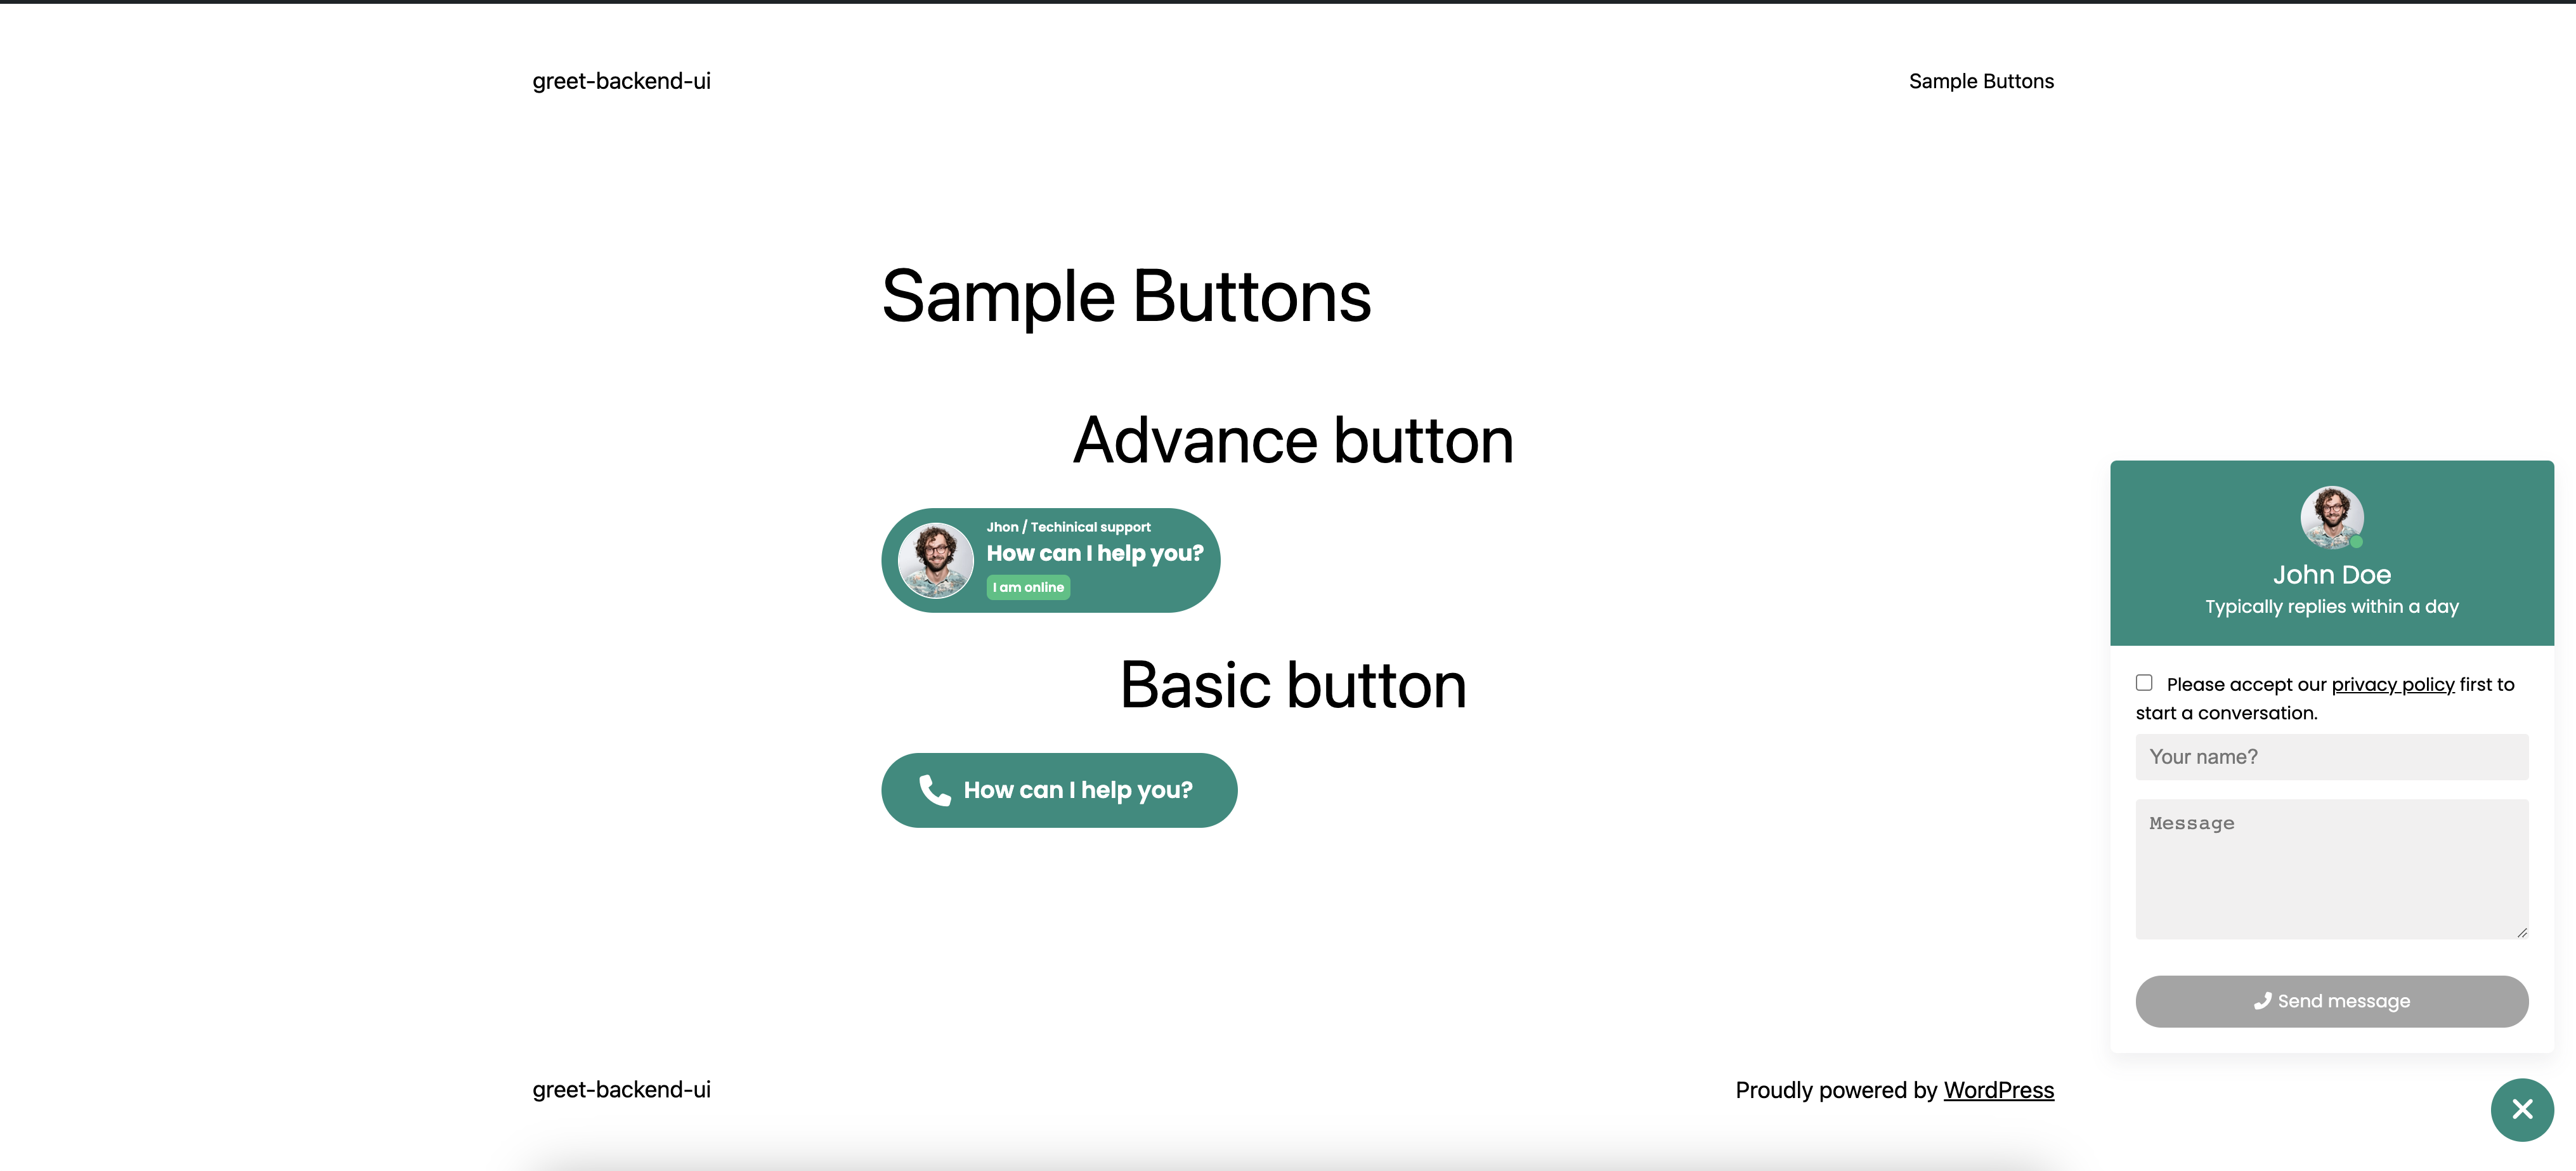 greet-backend-ui
Sample Buttons
Sample Buttons
Advance button
Jhon / Techinical support
How can I help you?
I am online
Basic button
How can I help you?
John Doe
Typically replies within a day
Please accept our privacy policy first to
start a conversation.
Your name?
Message
Send message
greet-backend-ui
Proudly powered by WordPress